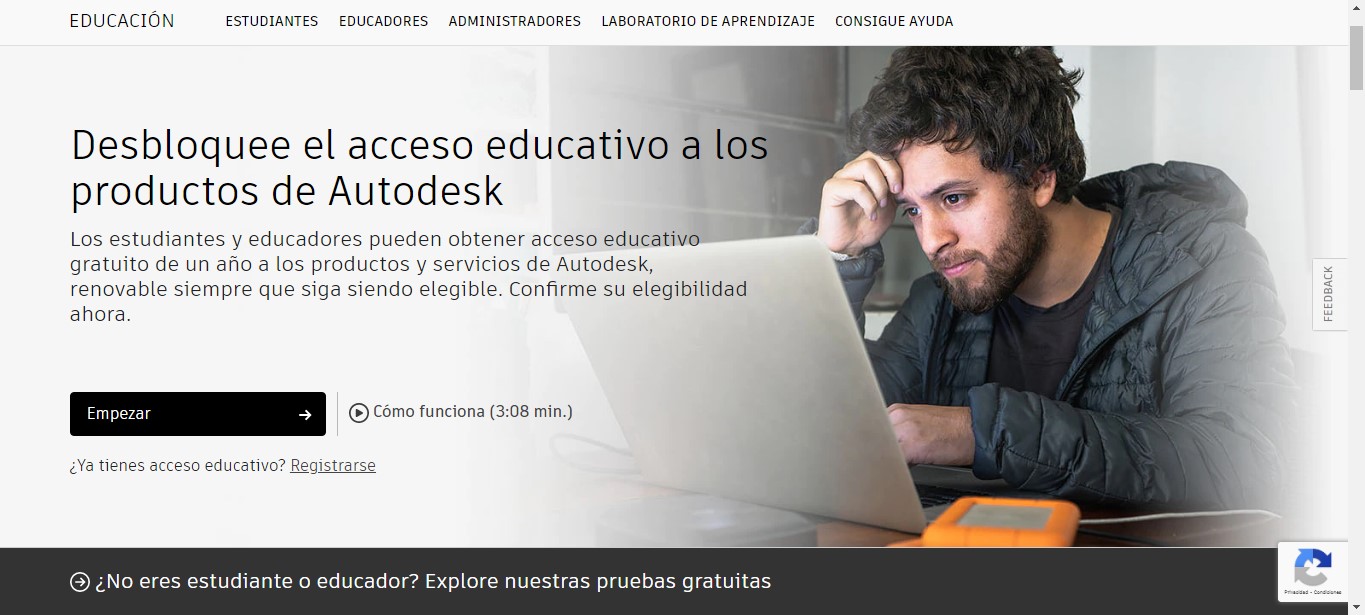 EDUCACIÓN
ESTUDIANTES
EDUCADORES
ADMINISTRADORES
LABORATORIO DE APRENDIZAJE
CONSIGUE AYUDA
Desbloquee el acceso educativo a los
productos de Autodesk
Los estudiantes y educadores pueden obtener acceso educativo
gratuito de un año a los productos y servicios de Autodesk,
renovable siempre que siga siendo elegible. Confirme su elegibilidad
ahora.
Empezar
Cómo funciona (3:08 min.)
¿Ya tienes acceso educativo? Registrarse
FEEDBACK
¿No eres estudiante o educador? Explore nuestras pruebas gratuitas
Privacidad - Condiciones